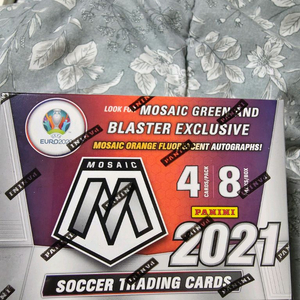 LOOK FOR MOSAIC GREEN AND
BLASTER EXCLUSIVE
MOSAIC ORANGE FLUORESCENT AUTOGRAPHS!
UEFA
EURO2020
MOSAIC
M
4
CARDS/PACK
8
PANINI
2021
SOCCER TRADING CARDS